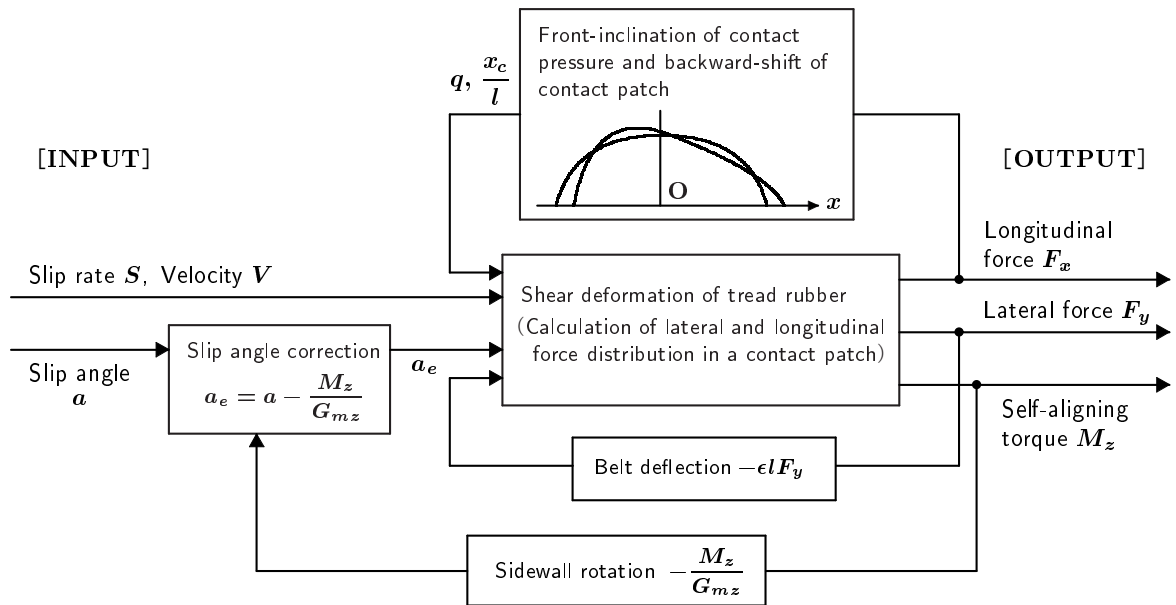 Front-inclination of contact
pressure and backward-shift of
contact patch
q, x_c/l
O
x
[INPUT]
[OUTPUT]
Longitudinal
force F_x
Slip rate S, Velocity V
Shear deformation of tread rubber
(Calculation of lateral and longitudinal
force distribution in a contact patch)
Lateral force F_y
Slip angle
a
Slip angle correction
a_e = a − M_z/G_mz
a_e
Self-aligning
torque M_z
Belt deflection −ϵlF_y
Sidewall rotation −M_z/G_mz